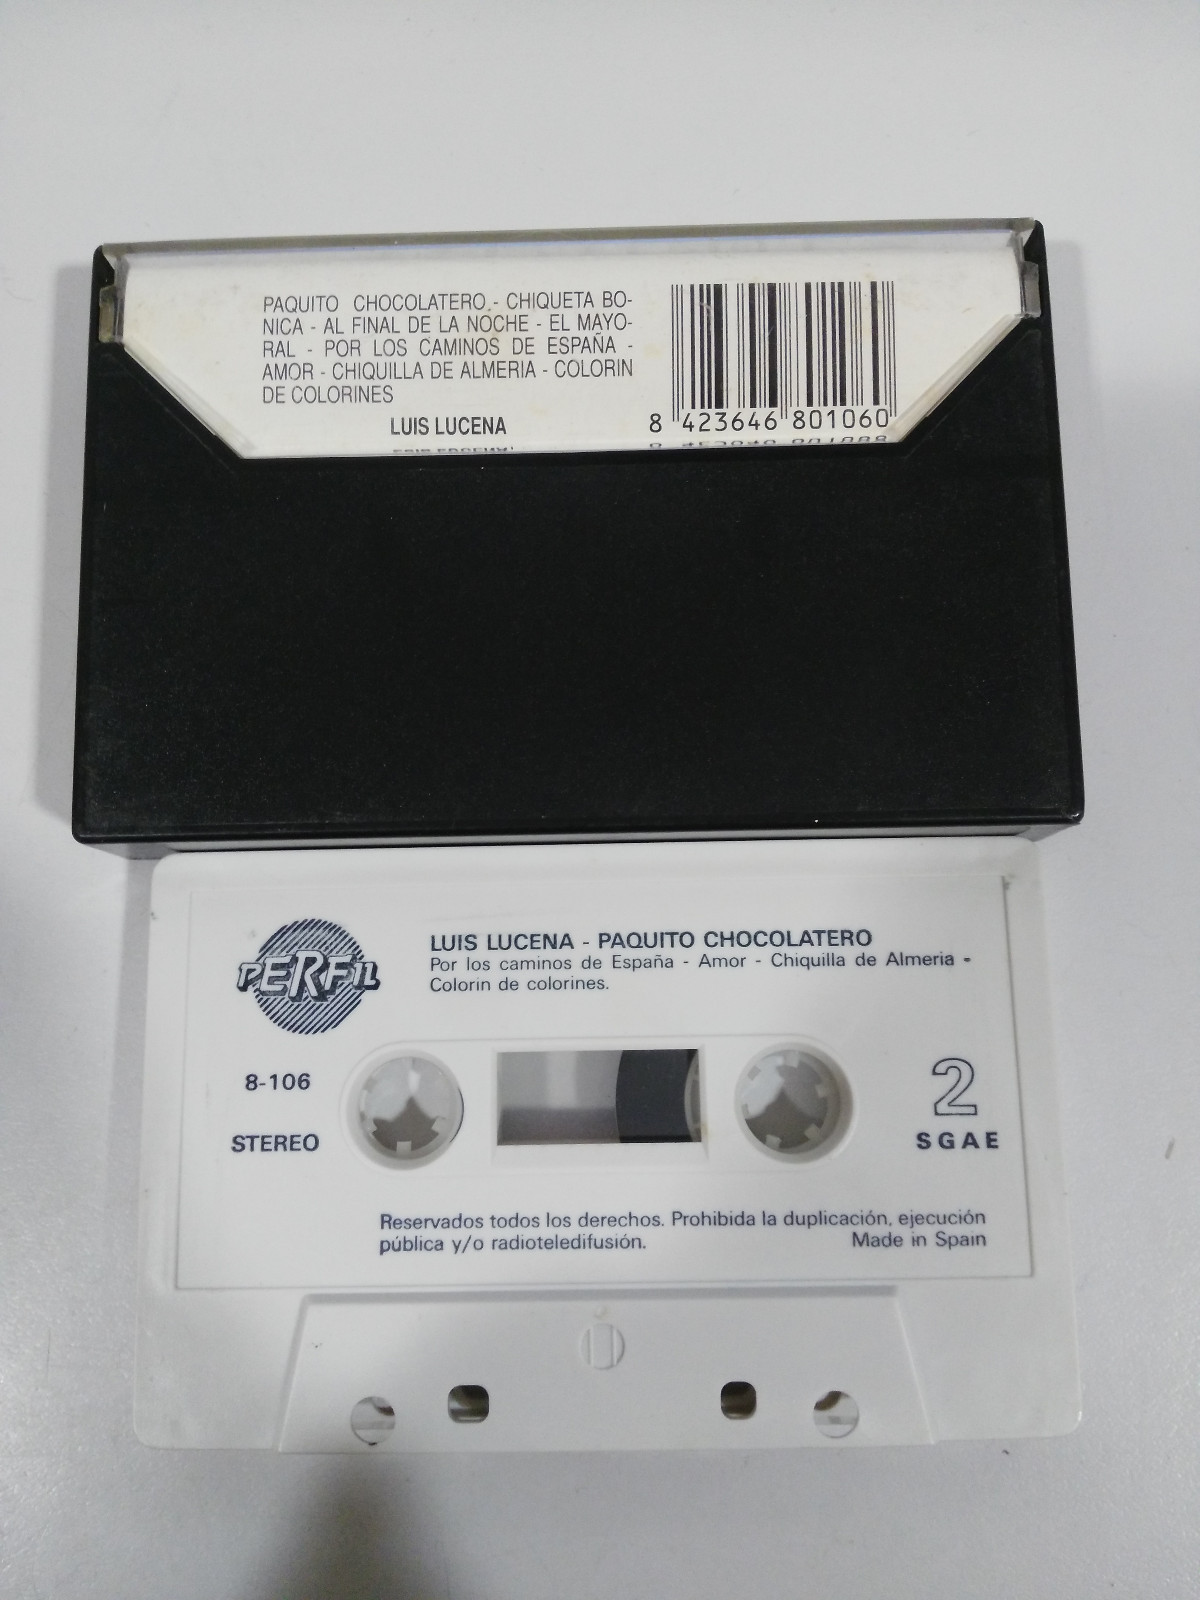 PAQUITO CHOCOLATERO - CHIQUETA BO-
NICA - AL FINAL DE LA NOCHE - EL MAYO-
RAL - POR LOS CAMINOS DE ESPAÑA -
AMOR - CHIQUILLA DE ALMERIA - COLORIN
DE COLORINES
LUIS LUCENA
8 423646 801060
PERFIL
LUIS LUCENA - PAQUITO CHOCOLATERO
Por los caminos de España - Amor - Chiquilla de Almeria -
Colorin de colorines.
8-106
STEREO
2
SGAE
Reservados todos los derechos. Prohibida la duplicación, ejecución
pública y/o radioteledifusión. Made in Spain